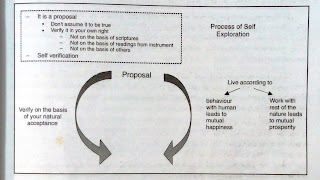 – It is a proposal
• Don't assume it to be true
• Verify it in your own right
– Not on the basis of scriptures
– Not on the basis of readings from instrument
– Not on the basis of others
– Self verification
Process of Self
Exploration
Proposal
Verify on the basis
of your natural
acceptance
Live according to
behaviour
with human
leads to
mutual
happiness
Work with
rest of the
nature leads
to mutual
prosperity